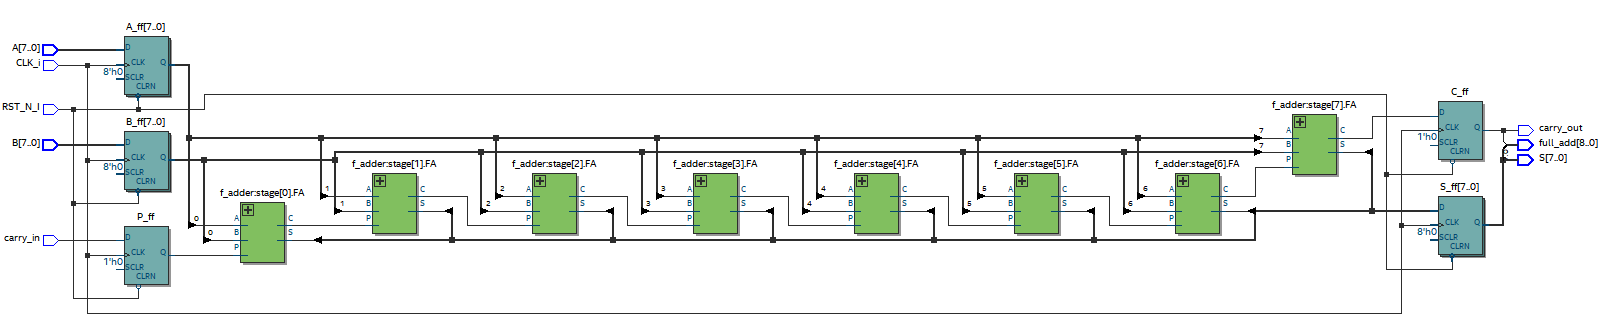 A_ff[7..0]
A[7..0]
D
CLK_i
CLK
Q
8'h0
SCLR
CLRN
RST_N_I
B_ff[7..0]
B[7..0]
D
CLK
Q
8'h0
SCLR
CLRN
P_ff
carry_in
D
CLK
Q
1'h0
SCLR
CLRN
f_adder:stage[0].FA
0
A
C
0
B
S
P
f_adder:stage[1].FA
1
A
C
1
B
S
P
f_adder:stage[2].FA
2
A
C
2
B
S
P
f_adder:stage[3].FA
3
A
C
3
B
S
P
f_adder:stage[4].FA
4
A
C
4
B
S
P
f_adder:stage[5].FA
5
A
C
5
B
S
P
f_adder:stage[6].FA
6
A
C
6
B
S
P
f_adder:stage[7].FA
7
A
C
7
B
S
P
C_ff
D
CLK
Q
1'h0
SCLR
CLRN
carry_out
full_add[8..0]
S[7..0]
S_ff[7..0]
D
CLK
Q
8'h0
SCLR
CLRN